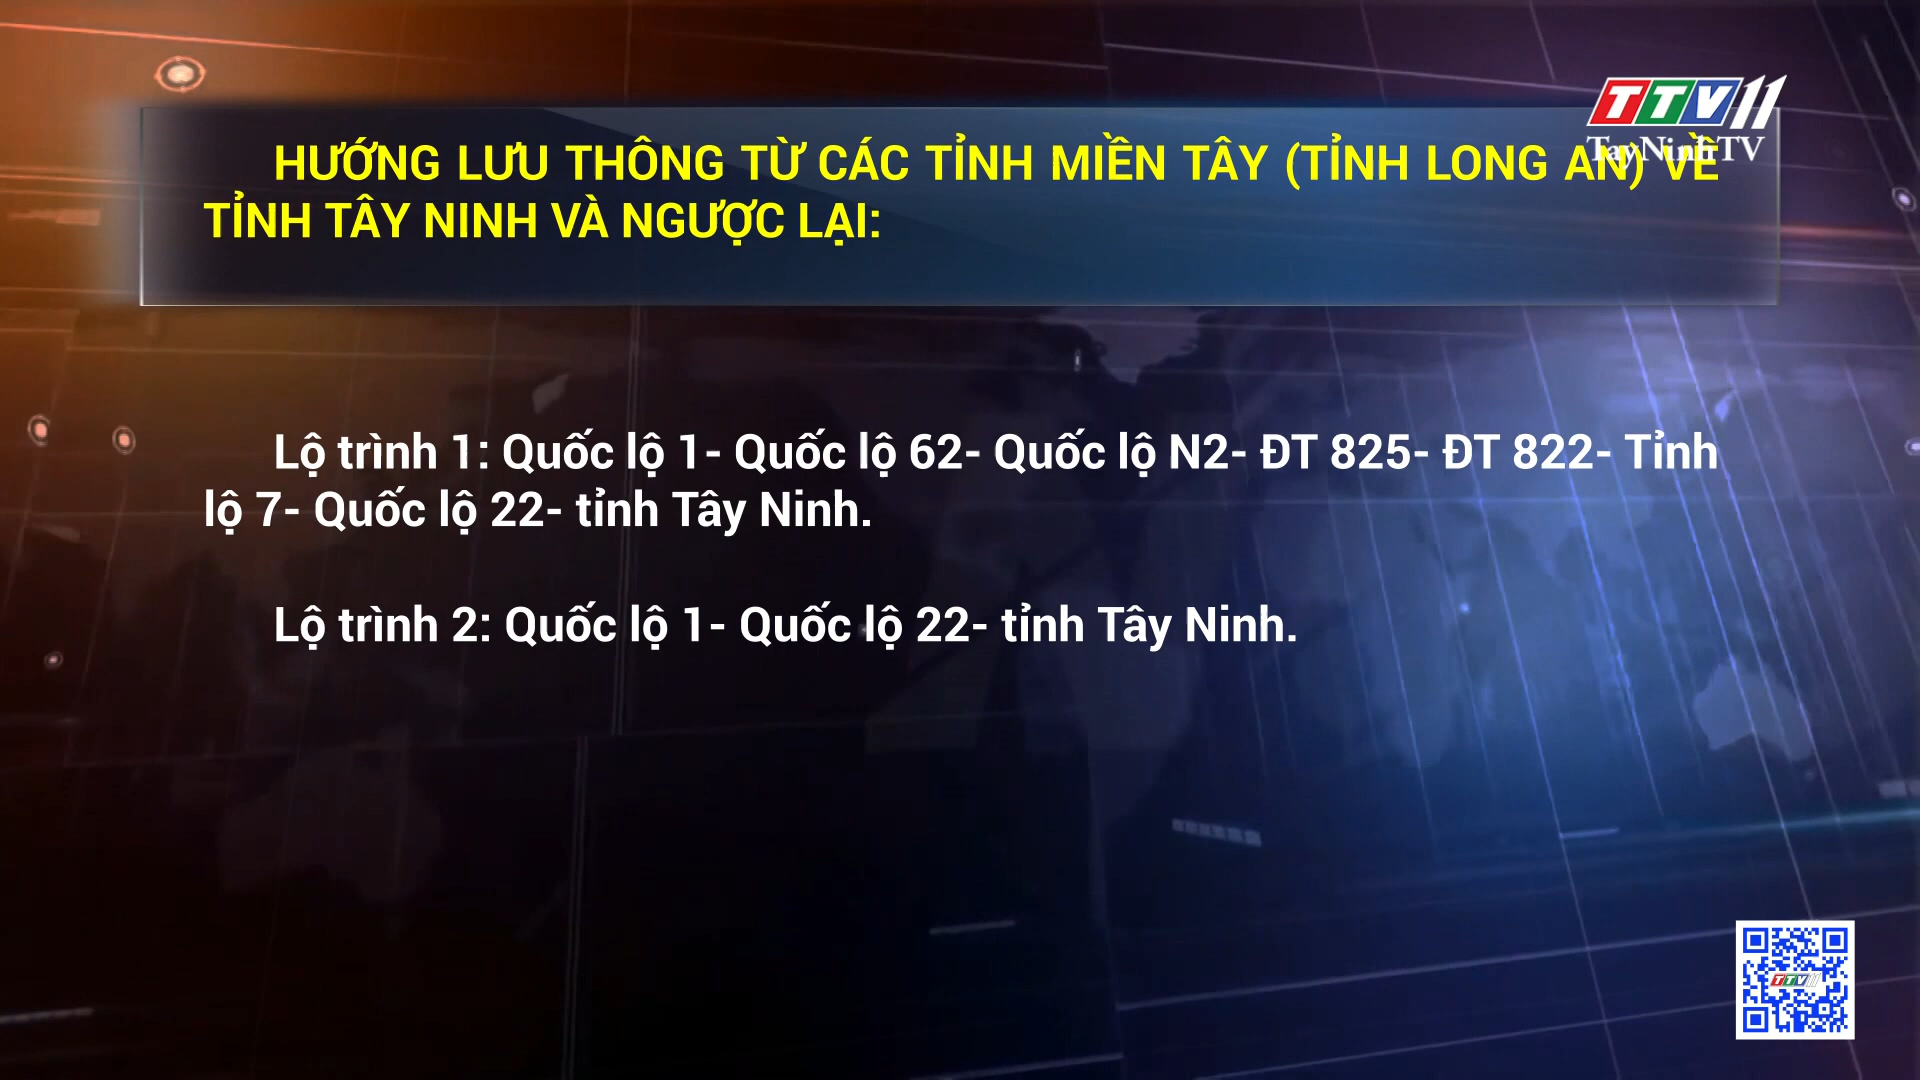 TTV11
TayNinhTV
HƯỚNG LƯU THÔNG TỪ CÁC TỈNH MIỀN TÂY (TỈNH LONG AN) VỀ
TỈNH TÂY NINH VÀ NGƯỢC LẠI:
Lộ trình 1: Quốc lộ 1- Quốc lộ 62- Quốc lộ N2- ĐT 825- ĐT 822- Tỉnh
lộ 7- Quốc lộ 22- tỉnh Tây Ninh.
Lộ trình 2: Quốc lộ 1- Quốc lộ 22- tỉnh Tây Ninh.
TTV11